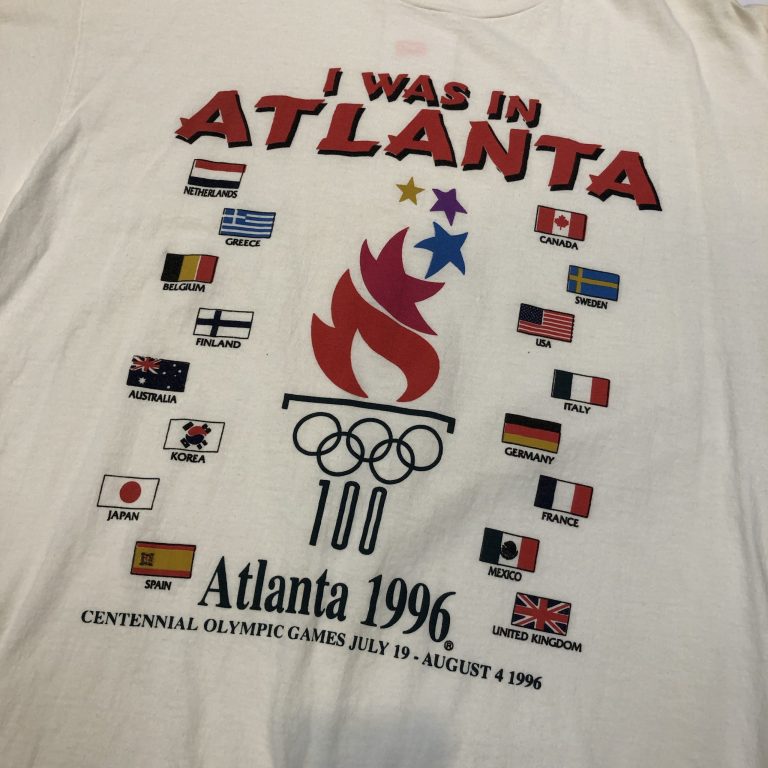 I WAS IN
ATLANTA
NETHERLANDS
GREECE
BELGIUM
FINLAND
AUSTRALIA
KOREA
JAPAN
SPAIN
CANADA
SWEDEN
USA
ITALY
GERMANY
FRANCE
MEXICO
UNITED KINGDOM
100
Atlanta 1996®
CENTENNIAL OLYMPIC GAMES JULY 19 - AUGUST 4 1996